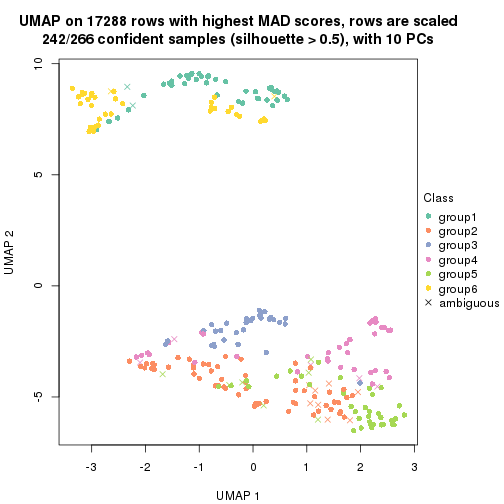 UMAP on 17288 rows with highest MAD scores, rows are scaled
242/266 confident samples (silhouette > 0.5), with 10 PCs
10
5
0
-5
UMAP 2
-3
-2
-1
0
1
2
3
UMAP 1
Class
group1
group2
group3
group4
group5
group6
ambiguous